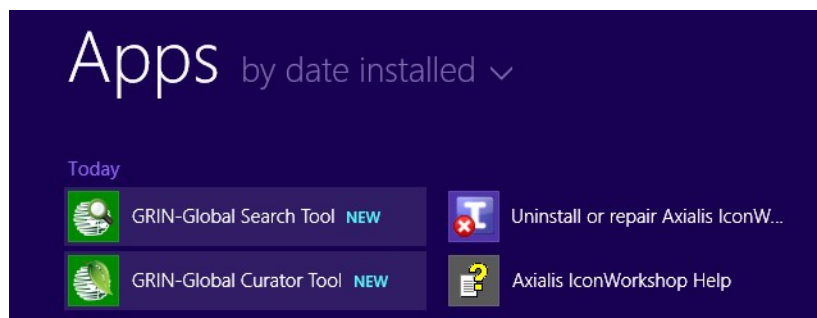 Apps by date installed
Today
GRIN-Global Search Tool NEW
Uninstall or repair Axialis IconW...
GRIN-Global Curator Tool NEW
Axialis IconWorkshop Help